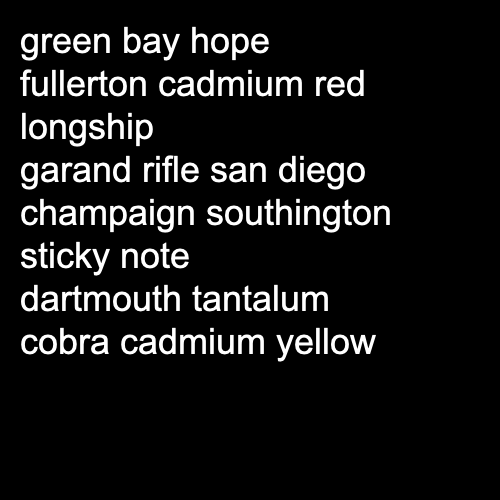 green bay hope
fullerton cadmium red
longship
garand rifle san diego
champaign southington
sticky note
dartmouth tantalum
cobra cadmium yellow